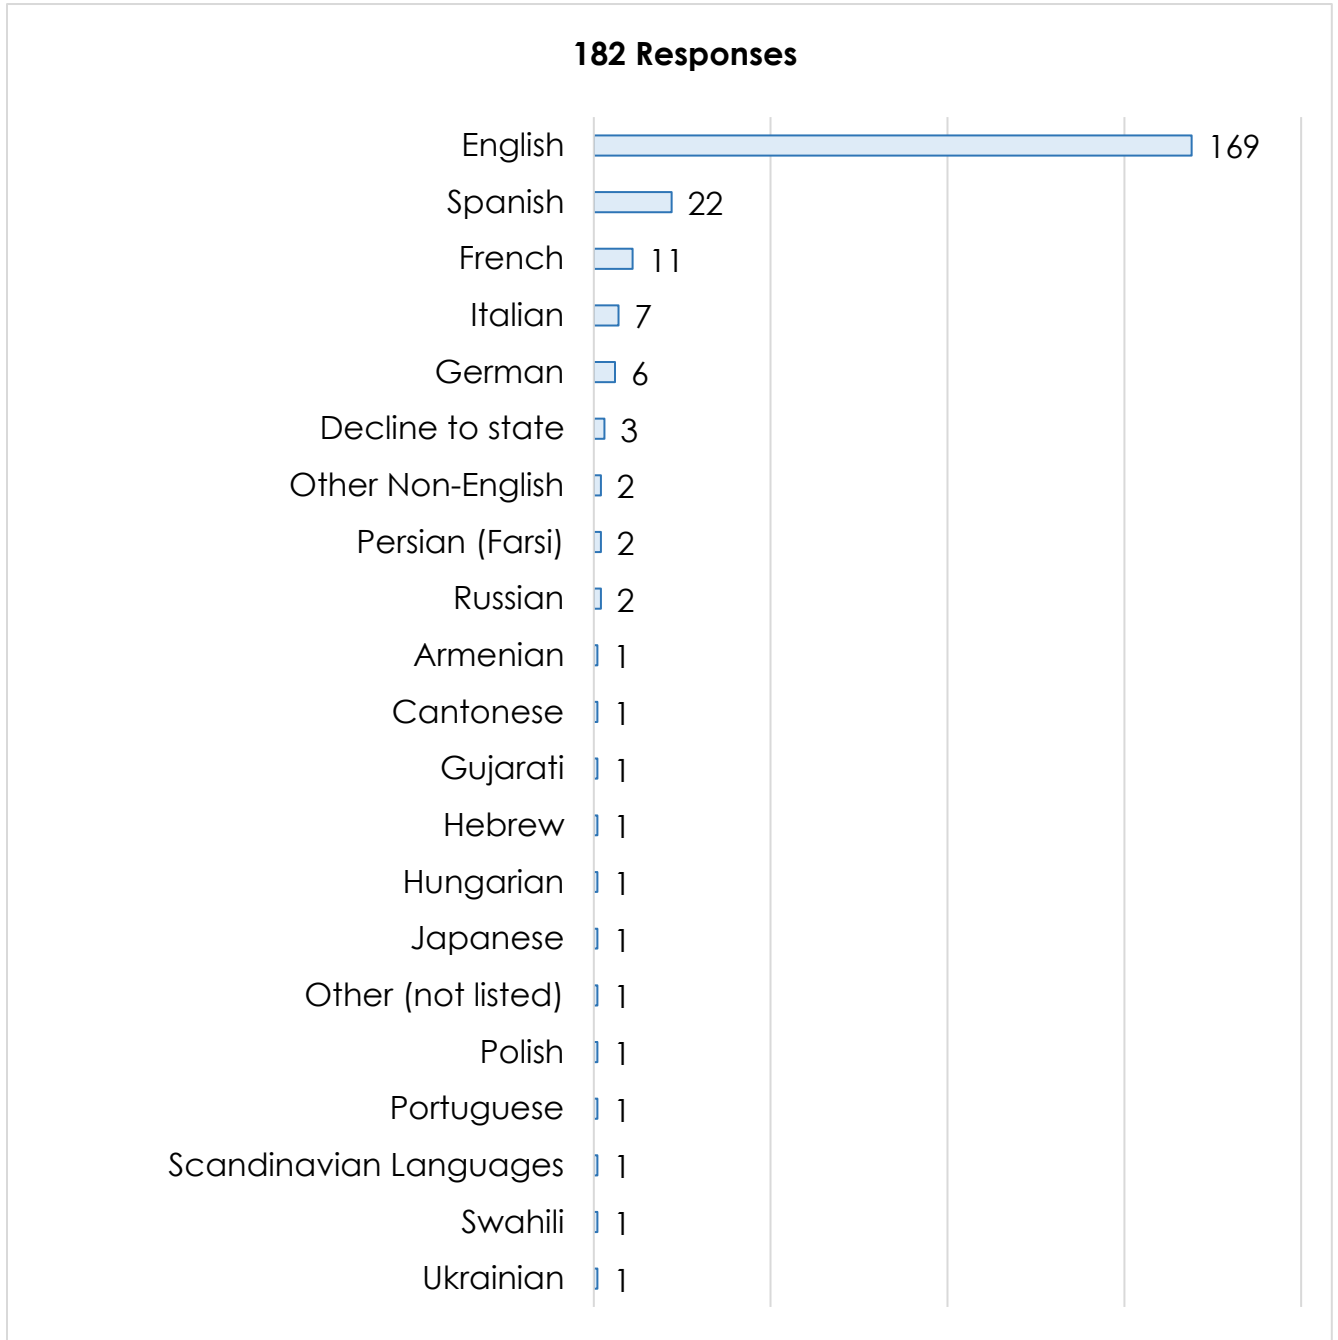 182 Responses
English 169
Spanish 22
French 11
Italian 7
German 6
Decline to state 3
Other Non-English 2
Persian (Farsi) 2
Russian 2
Armenian 1
Cantonese 1
Gujarati 1
Hebrew 1
Hungarian 1
Japanese 1
Other (not listed) 1
Polish 1
Portuguese 1
Scandinavian Languages 1
Swahili 1
Ukrainian 1